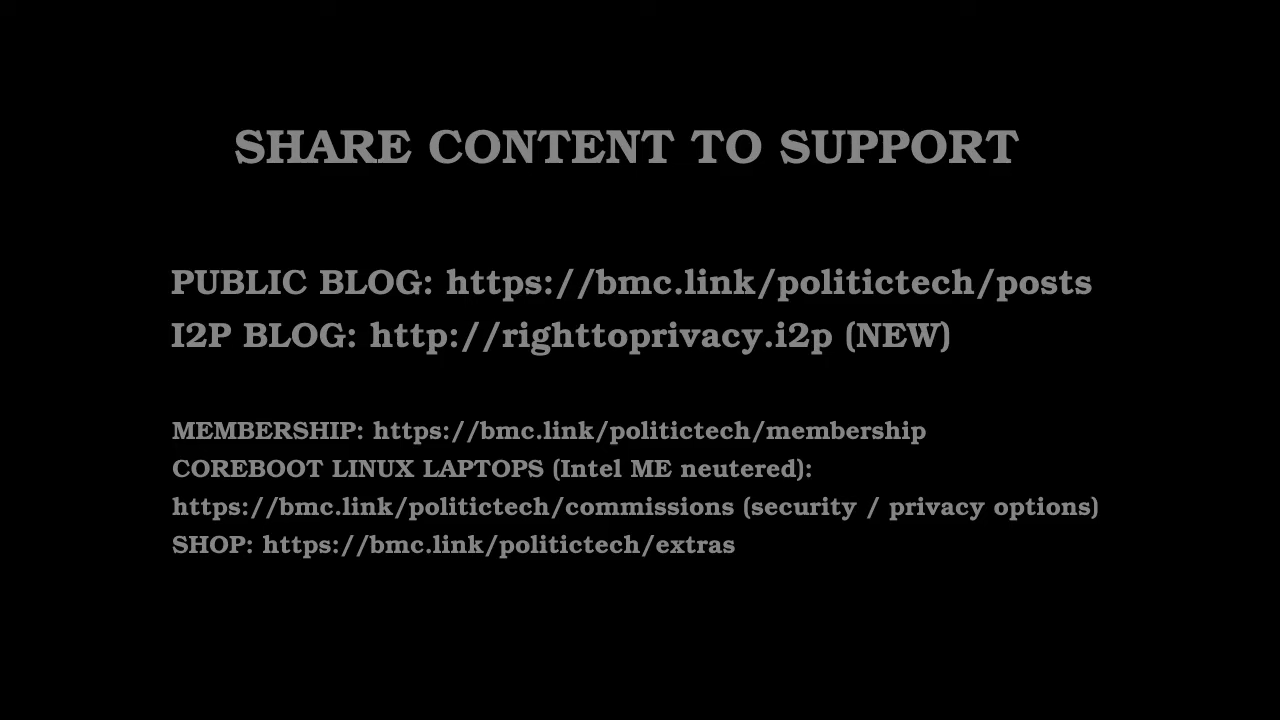 SHARE CONTENT TO SUPPORT
PUBLIC BLOG: https://bmc.link/politictech/posts
I2P BLOG: http://righttoprivacy.i2p (NEW)
MEMBERSHIP: https://bmc.link/politictech/membership
COREBOOT LINUX LAPTOPS (Intel ME neutered):
https://bmc.link/politictech/commissions (security / privacy options)
SHOP: https://bmc.link/politictech/extras